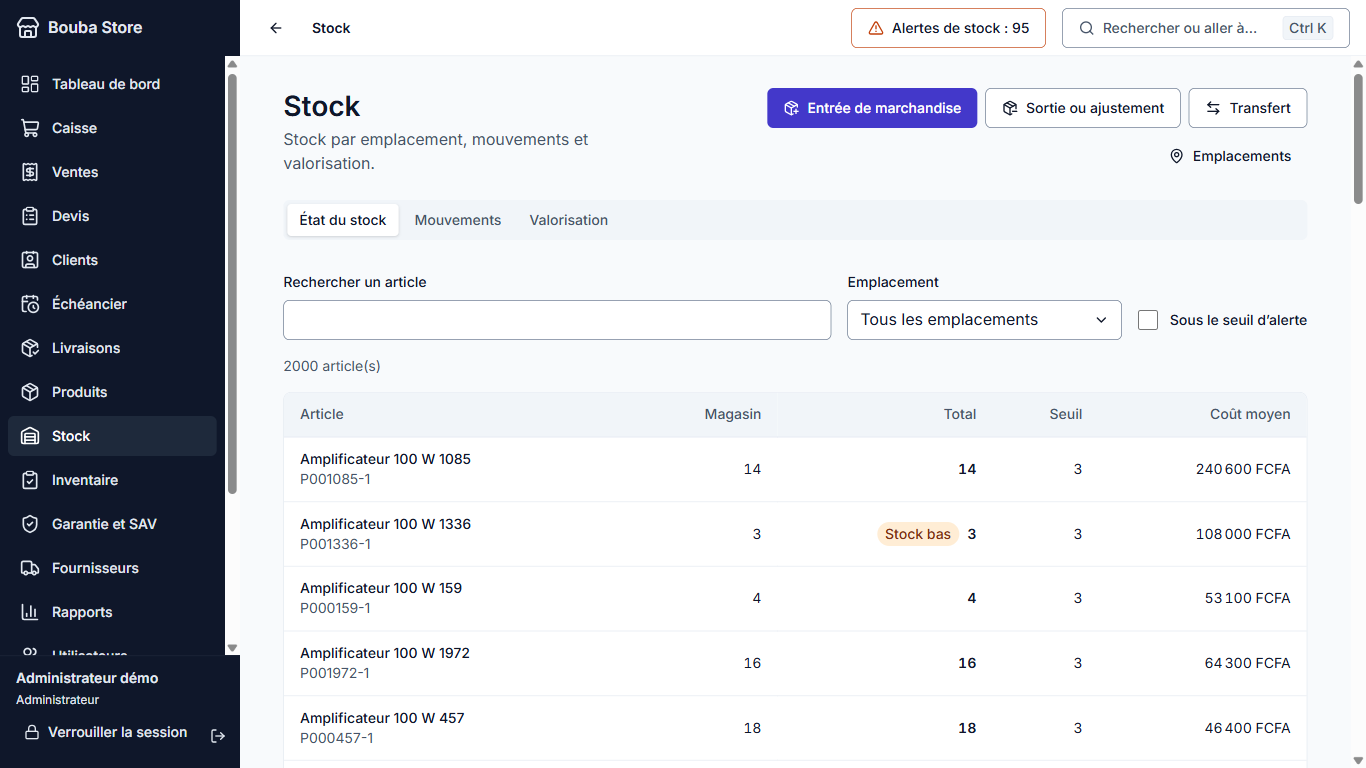 Bouba Store
Tableau de bord
Caisse
Ventes
Devis
Clients
Échéancier
Livraisons
Produits
Stock
Inventaire
Garantie et SAV
Fournisseurs
Rapports
Utilisateurs
Administrateur démo
Administrateur
Verrouiller la session
Stock
Alertes de stock : 95
Rechercher ou aller à…
Ctrl K
Stock
Stock par emplacement, mouvements et
valorisation.
Entrée de marchandise
Sortie ou ajustement
Transfert
Emplacements
État du stock Mouvements Valorisation
Rechercher un article
Emplacement
Tous les emplacements
Sous le seuil d’alerte
2000 article(s)
Article Magasin Total Seuil Coût moyen
Amplificateur 100 W 1085
P001085-1
14 14 3 240 600 FCFA
Amplificateur 100 W 1336
P001336-1
3 Stock bas 3 3 108 000 FCFA
Amplificateur 100 W 159
P000159-1
4 4 3 53 100 FCFA
Amplificateur 100 W 1972
P001972-1
16 16 3 64 300 FCFA
Amplificateur 100 W 457
P000457-1
18 18 3 46 400 FCFA